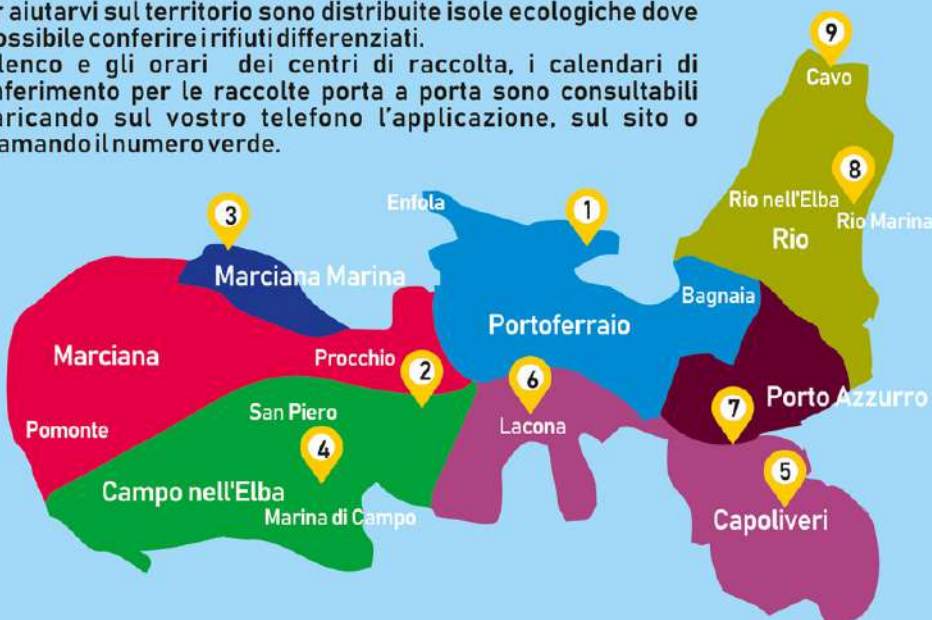 r aiutarvi sul territorio sono distribuite isole ecologiche dove
ossibile conferire i rifiuti differenziati.
lenco e gli orari dei centri di raccolta, i calendari di
nferimento per le raccolte porta a porta sono consultabili
aricando sul vostro telefono l'applicazione, sul sito o
amando il numero verde.
9
Cavo
8
Enfola
Rio nell'Elba
1
3
Rio Marina
Rio
Marciana Marina
Bagnaia
Portoferraio
Marciana
Procchio
2
6
Porto Azzurro
7
San Piero
Lacona
Pomonte
4
5
Campo nell'Elba
Marina di Campo
Capoliveri